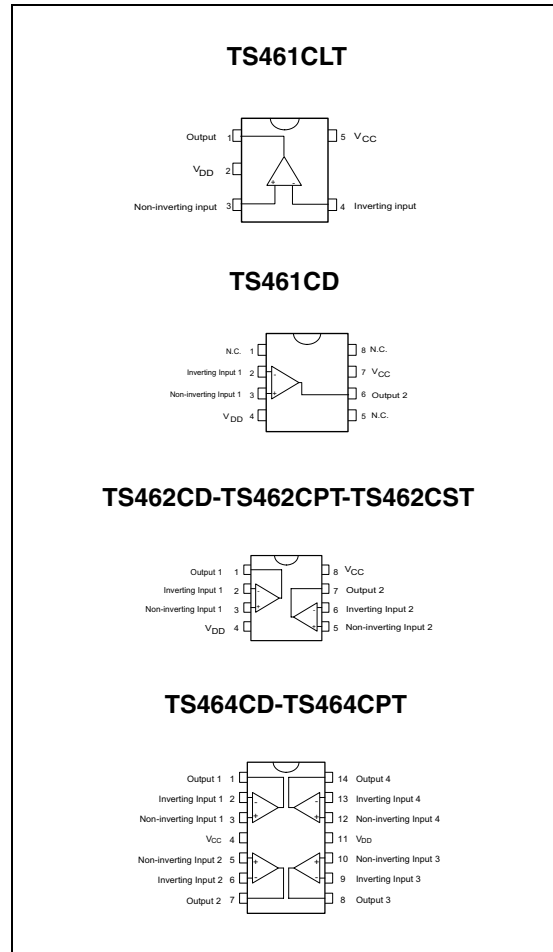 TS461CLT
Output 1
5 VCC
VDD 2
+ -
Non-inverting input 3
4 Inverting input
TS461CD
N.C. 1
8 N.C.
Inverting Input 1 2 -
7 VCC
Non-inverting Input 1 3 +
6 Output 2
VDD 4
5 N.C.
TS462CD-TS462CPT-TS462CST
Output 1 1
8 VCC
Inverting Input 1 2 -
7 Output 2
Non-inverting Input 1 3 +
- 6 Inverting Input 2
VDD 4
+ 5 Non-inverting Input 2
TS464CD-TS464CPT
Output 1 1
14 Output 4
Inverting Input 1 2 -
- 13 Inverting Input 4
Non-inverting Input 1 3 +
+ 12 Non-inverting Input 4
VCC 4
11 VDD
Non-inverting Input 2 5 +
+ 10 Non-inverting Input 3
Inverting Input 2 6 -
- 9 Inverting Input 3
Output 2 7
8 Output 3